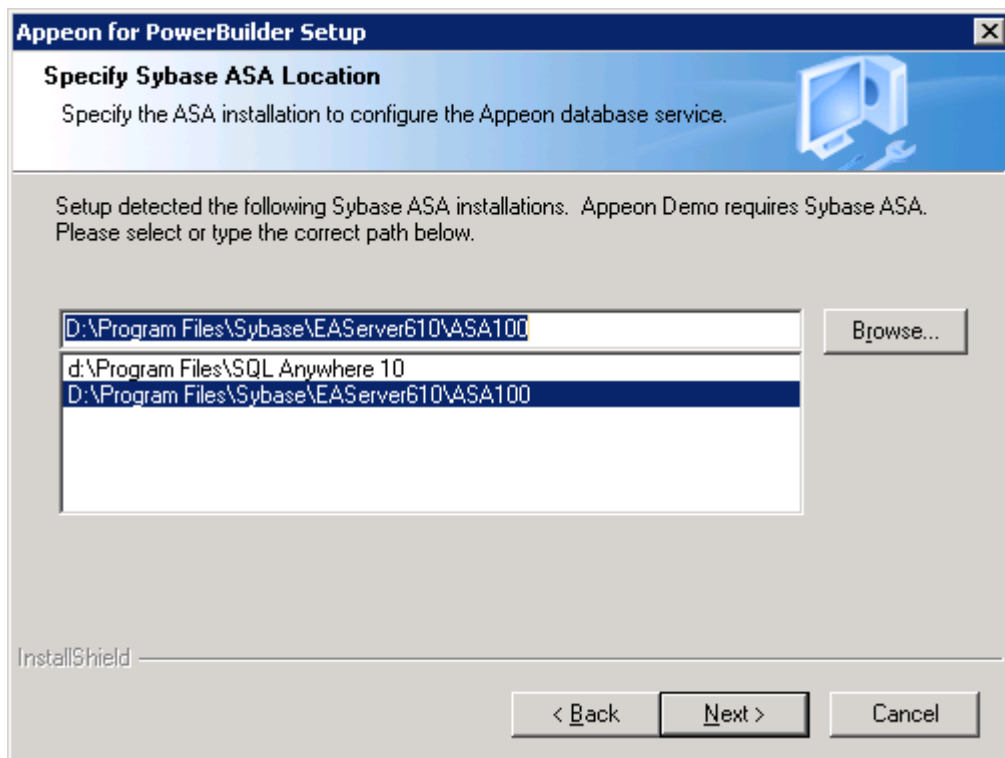 Appeon for PowerBuilder Setup
Specify Sybase ASA Location
Specify the ASA installation to configure the Appeon database service.
Setup detected the following Sybase ASA installations.  Appeon Demo requires Sybase ASA.
Please select or type the correct path below.
D:\Program Files\Sybase\EAServer610\ASA100
Browse...
d:\Program Files\SQL Anywhere 10
D:\Program Files\Sybase\EAServer610\ASA100
InstallShield
< Back
Next >
Cancel